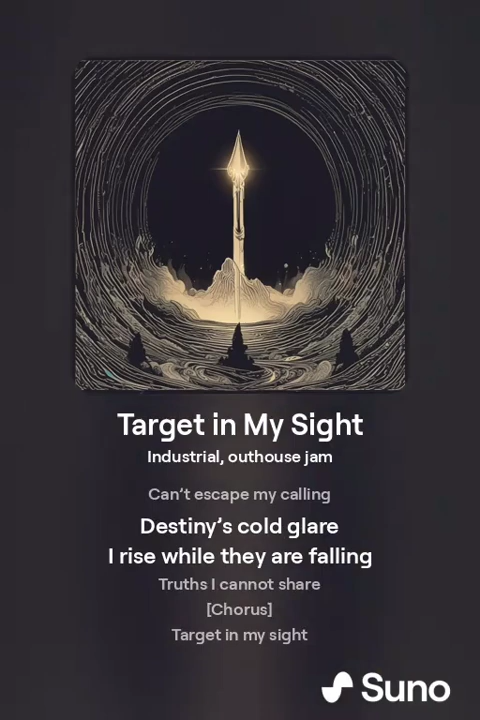 Target in My Sight
Industrial, outhouse jam
Can't escape my calling
Destiny's cold glare
I rise while they are falling
Truths I cannot share
[Chorus]
Target in my sight
Suno